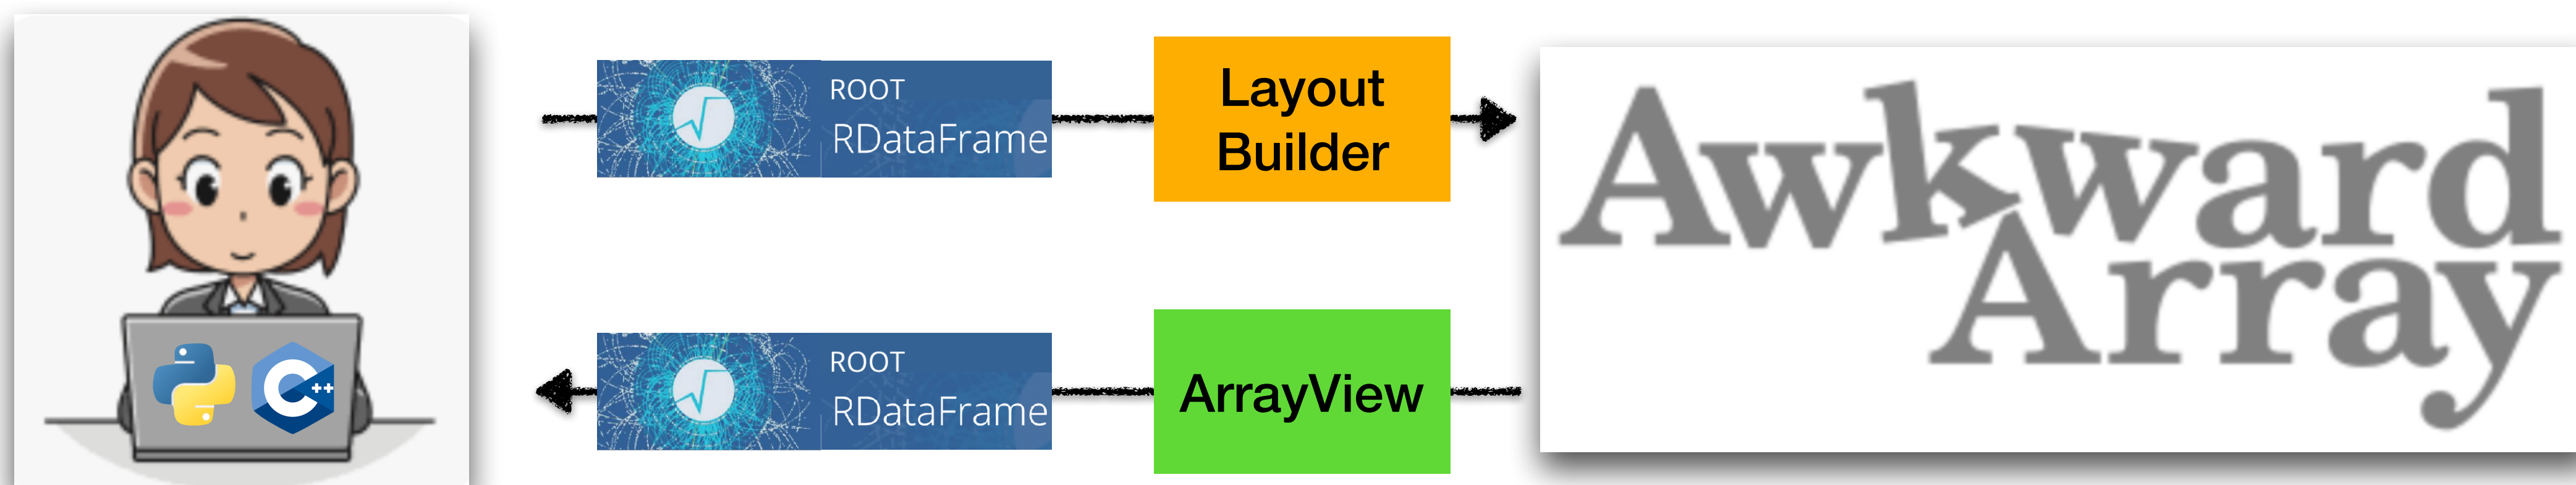 ROOT
RDataFrame
Layout
Builder
Awkward
Array
C++
ROOT
RDataFrame
ArrayView